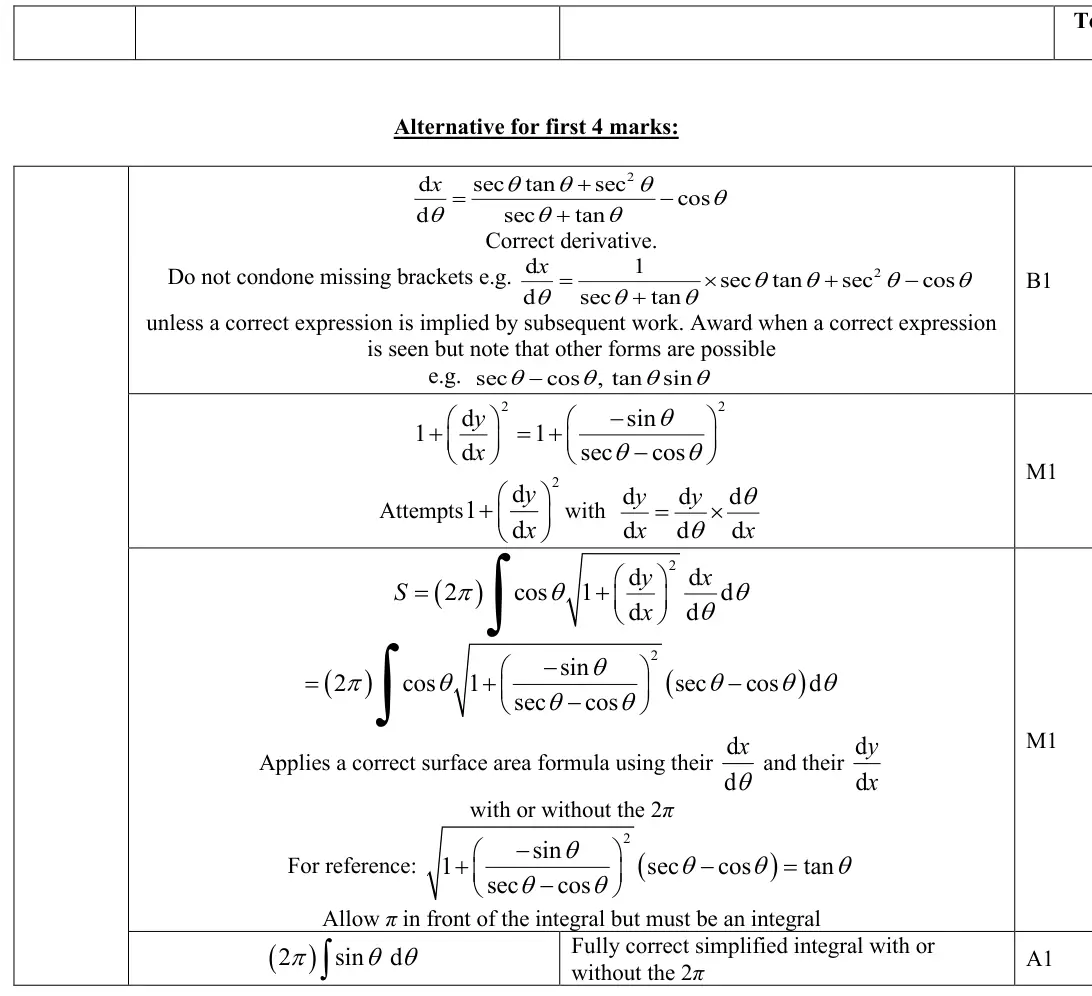 To
Alternative for first 4 marks:
dx/dθ = (sec θ tan θ + sec² θ)/(sec θ + tan θ) − cos θ
Correct derivative.
Do not condone missing brackets e.g. dx/dθ = 1/(sec θ + tan θ) × sec θ tan θ + sec² θ − cos θ
B1
unless a correct expression is implied by subsequent work. Award when a correct expression
is seen but note that other forms are possible
e.g. sec θ − cos θ, tan θ sin θ
1 + (dy/dx)² = 1 + (−sin θ/(sec θ − cos θ))²
M1
Attempts 1 + (dy/dx)² with dy/dx = dy/dθ × dθ/dx
S = (2π) ∫ cos θ √(1 + (dy/dx)²) dx/dθ dθ
= (2π) ∫ cos θ √(1 + (−sin θ/(sec θ − cos θ))²) (sec θ − cos θ) dθ
Applies a correct surface area formula using their dx/dθ and their dy/dx
M1
with or without the 2π
For reference: √(1 + (−sin θ/(sec θ − cos θ))²) (sec θ − cos θ) = tan θ
Allow π in front of the integral but must be an integral
(2π) ∫ sin θ dθ
Fully correct simplified integral with or
without the 2π
A1